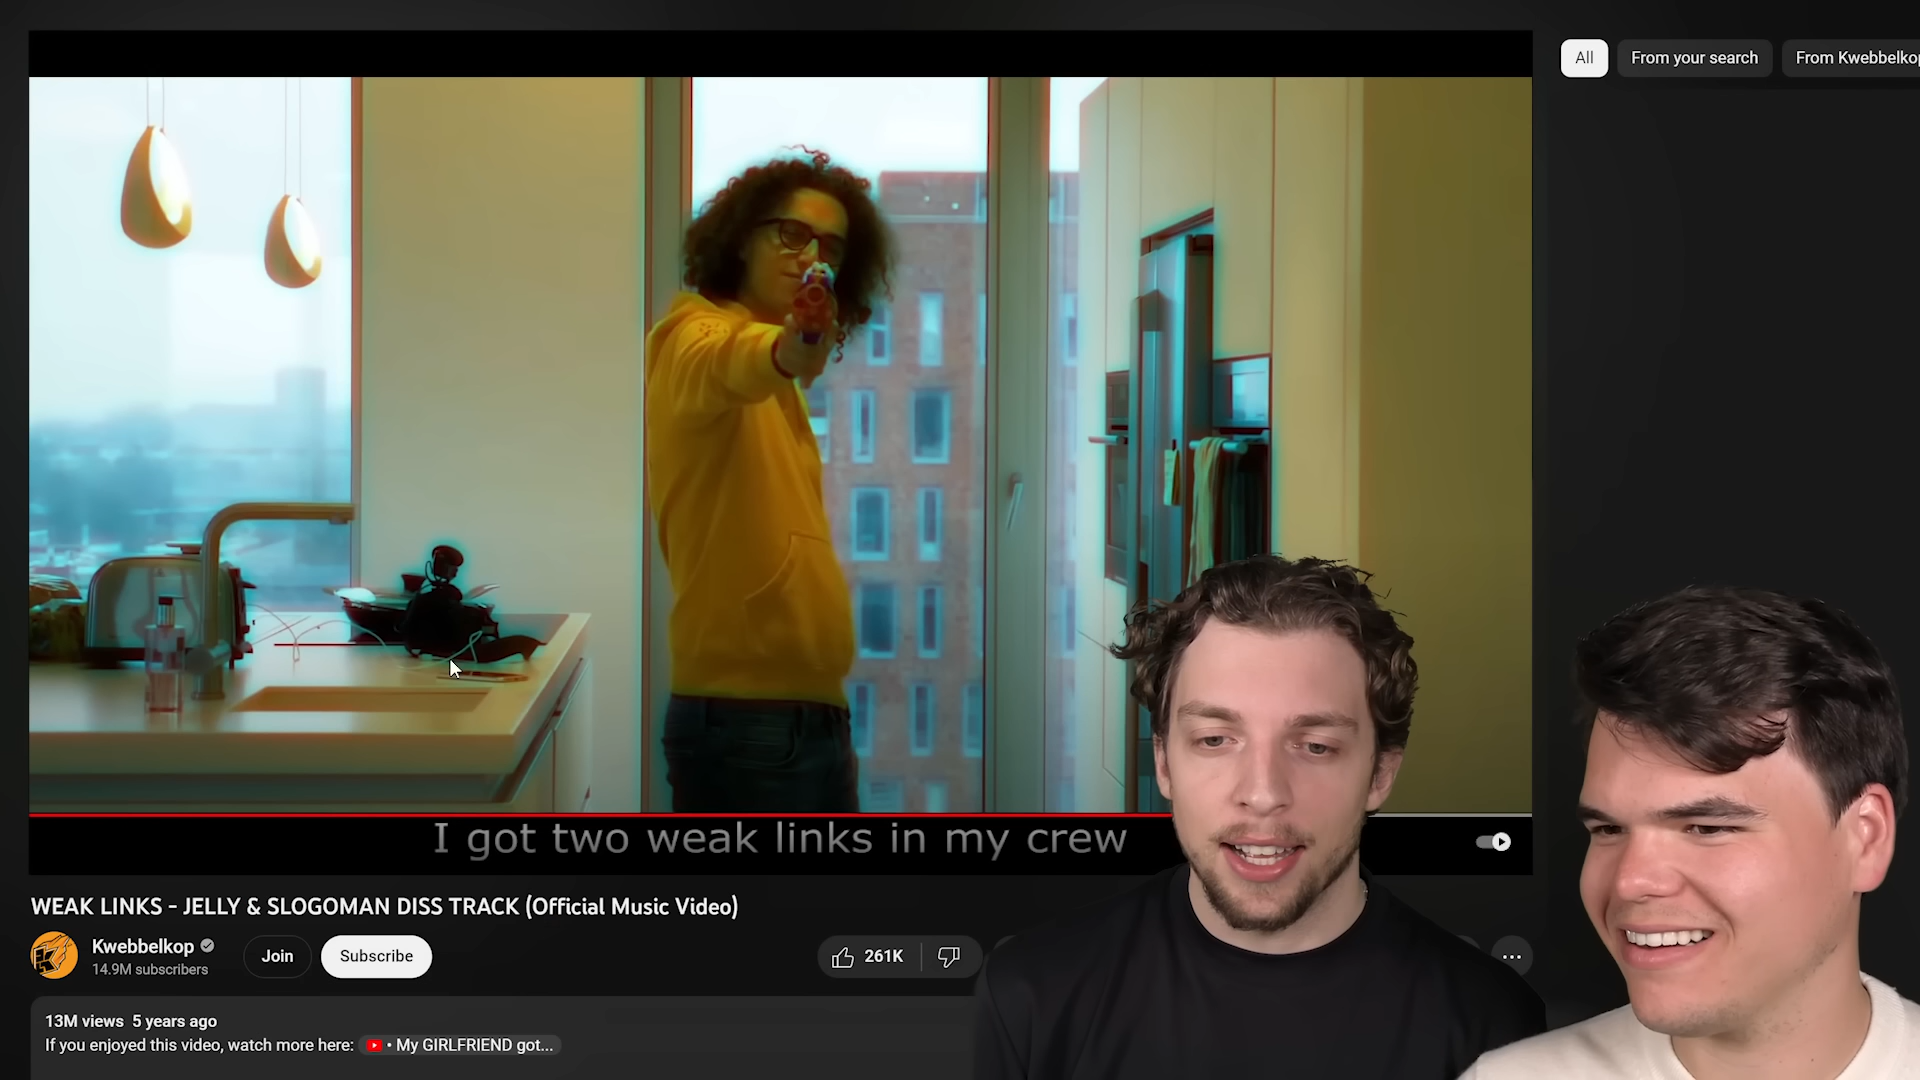 All
From your search
From Kwebbelkop
I got two weak links in my crew
WEAK LINKS - JELLY & SLOGOMAN DISS TRACK (Official Music Video)
Kwebbelkop
14.9M subscribers
Join
Subscribe
261K
13M views 5 years ago
If you enjoyed this video, watch more here: • My GIRLFRIEND got...